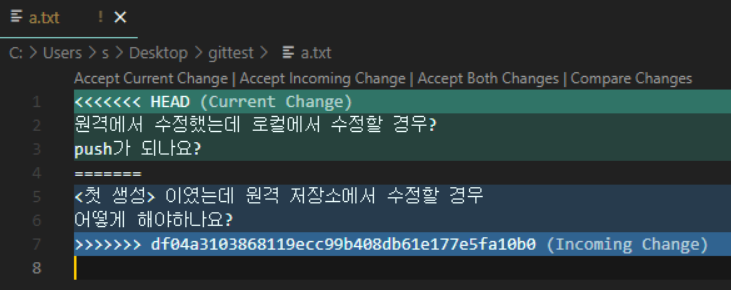 a.txt ! ×
C: > Users > s > Desktop > gittest > a.txt
Accept Current Change | Accept Incoming Change | Accept Both Changes | Compare Changes
1 <<<<<<< HEAD (Current Change)
2 원격에서 수정했는데 로컬에서 수정할 경우?
3 push가 되나요?
4 =======
5 <첫 생성> 이였는데 원격 저장소에서 수정할 경우
6 어떻게 해야하나요?
7 >>>>>>> df04a3103868119ecc99b408db61e177e5fa10b0 (Incoming Change)
8